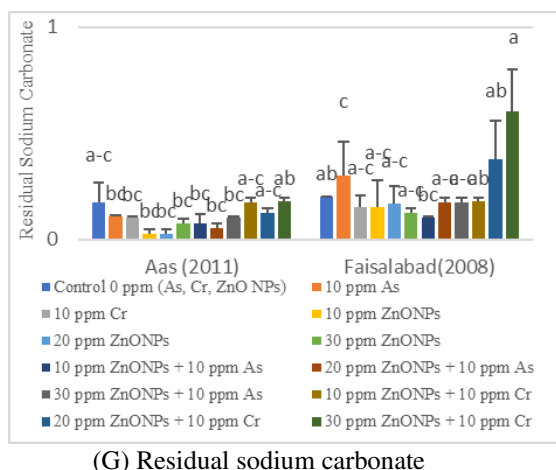 1
Residual Sodium Carbonate
0
a-c
bc
bc
bc
bc
bc
bc
bc
bc
a-c
a-c
ab
ab
c
a-c
a-c
a-c
bc
bc
a-c
a-c
ab
ab
a
Aas (2011)
Faisalabad(2008)
Control 0 ppm (As, Cr, ZnO NPs)
10 ppm As
10 ppm Cr
10 ppm ZnONPs
20 ppm ZnONPs
30 ppm ZnONPs
10 ppm ZnONPs + 10 ppm As
20 ppm ZnONPs + 10 ppm As
30 ppm ZnONPs + 10 ppm As
10 ppm ZnONPs + 10 ppm Cr
20 ppm ZnONPs + 10 ppm Cr
30 ppm ZnONPs + 10 ppm Cr
(G) Residual sodium carbonate